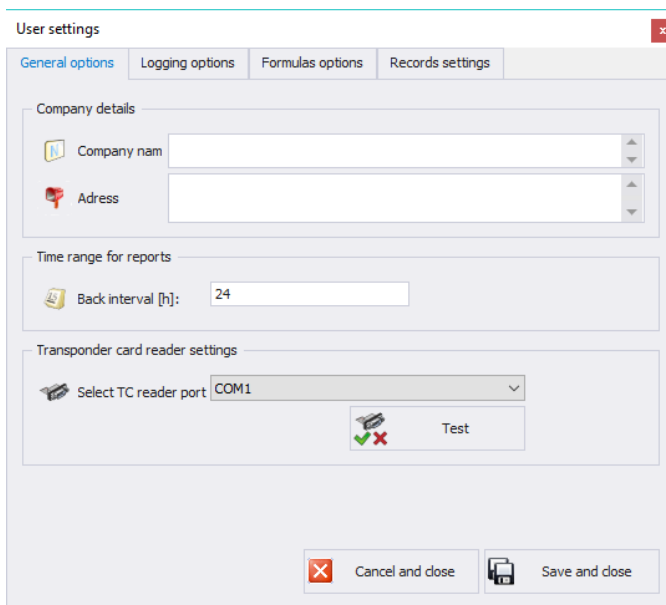 User settings
x
General options Logging options Formulas options Records settings
Company details
N Company nam
Adress
Time range for reports
Back interval [h]: 24
Transponder card reader settings
Select TC reader port COM1
Test
Cancel and close Save and close